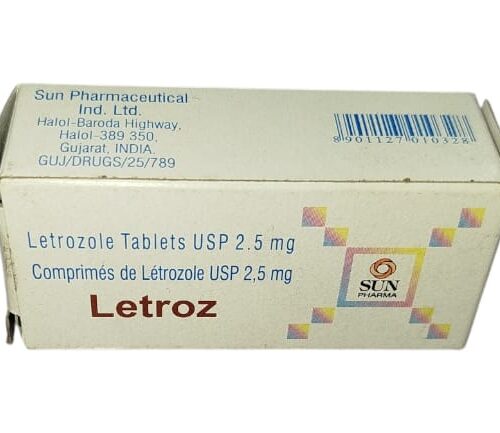 Sun Pharmaceutical
Ind. Ltd.
Halol-Baroda Highway,
Halol-389 350,
Gujarat, INDIA.
GUJ/DRUGS/25/789
8901127010328
Letrozole Tablets USP 2.5 mg
Comprimés de Létrozole USP 2,5 mg
Letroz
SUN
PHARMA